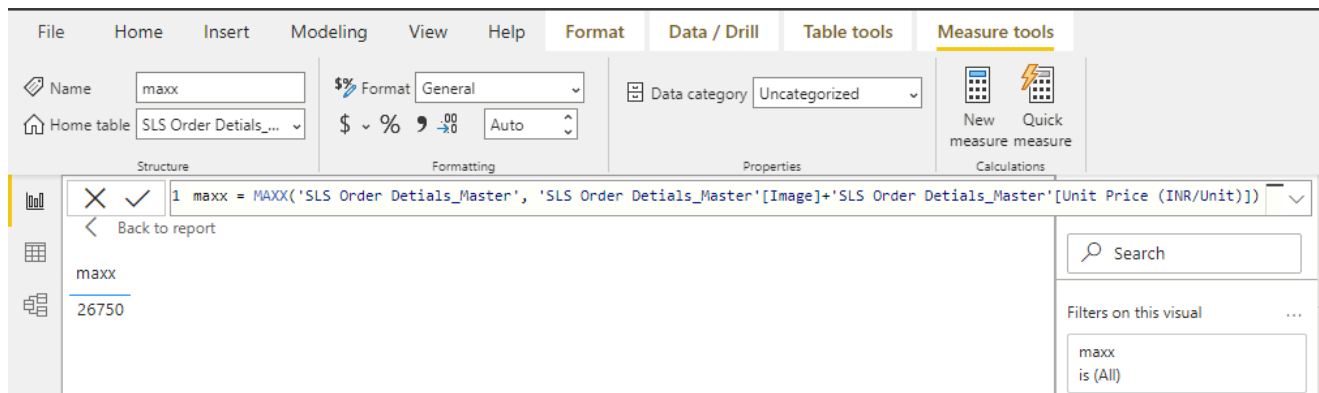 File Home Insert Modeling View Help Format Data / Drill Table tools Measure tools
Name maxx
Home table SLS Order Detials_...
Structure
$% Format General
$ % 9 .00 →0 Auto
Formatting
Data category Uncategorized
Properties
New measure
Quick measure
Calculations
1 maxx = MAXX('SLS Order Detials_Master', 'SLS Order Detials_Master'[Image]+'SLS Order Detials_Master'[Unit Price (INR/Unit)])
Back to report
maxx
26750
Search
Filters on this visual ...
maxx
is (All)